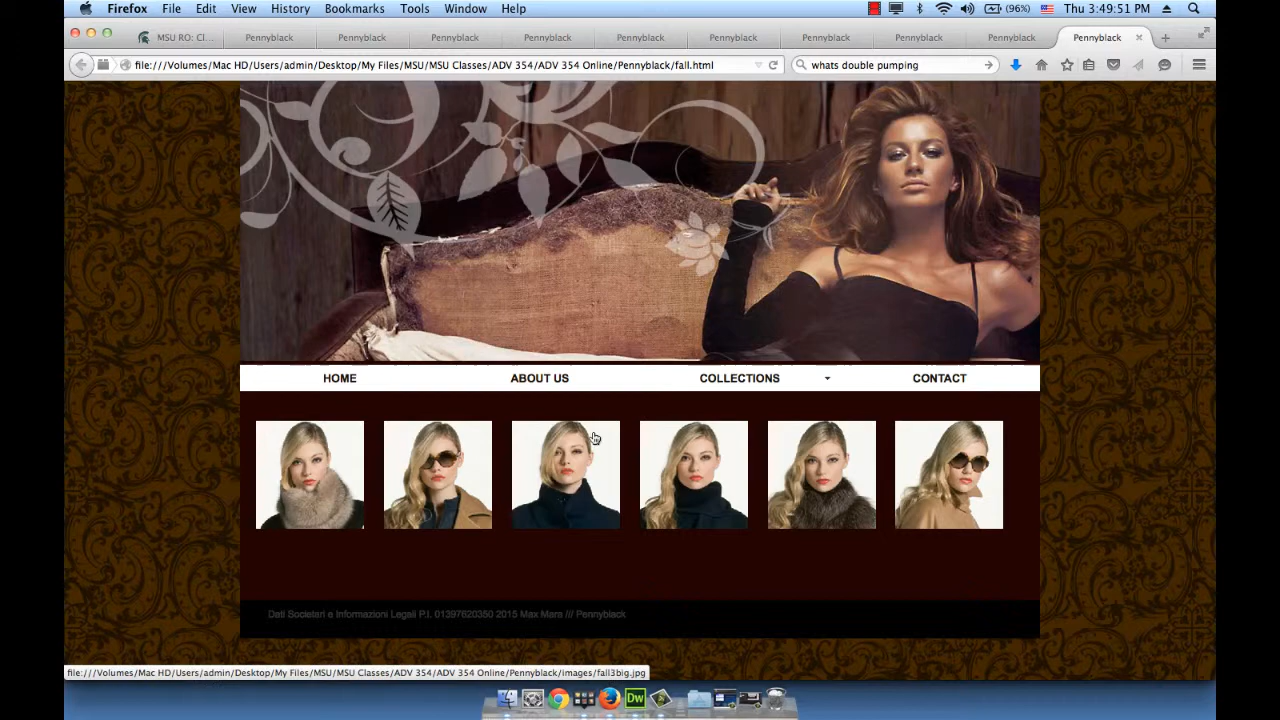 Firefox File Edit View History Bookmarks Tools Window Help (96%) Thu 3:49:51 PM
MSU RO: Cl... Pennyblack Pennyblack Pennyblack Pennyblack Pennyblack Pennyblack Pennyblack Pennyblack Pennyblack Pennyblack
file:///Volumes/Mac HD/Users/admin/Desktop/My Files/MSU/MSU Classes/ADV 354/ADV 354 Online/Pennyblack/fall.html whats double pumping
HOME ABOUT US COLLECTIONS CONTACT
Dati Societari e Informazioni Legali P.I. 01397620350 2015 Max Mara /// Pennyblack
file:///Volumes/Mac HD/Users/admin/Desktop/My Files/MSU/MSU Classes/ADV 354/ADV 354 Online/Pennyblack/images/fall3big.jpg
Dw